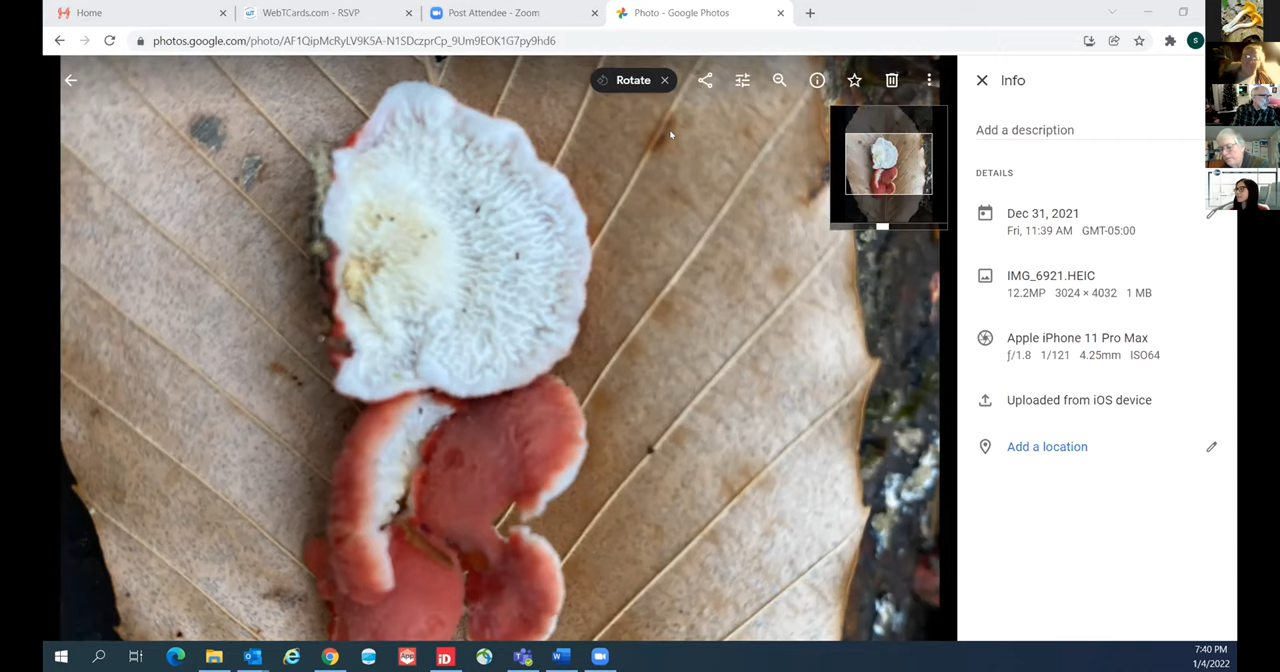 Home
WebTCards.com - RSVP
Post Attendee - Zoom
Photo - Google Photos
photos.google.com/photo/AF1QipMcRyLV9K5A-N1SDczprCp_9Um9EOK1G7py9hd6
S
Rotate
Info
Add a description
DETAILS
Dec 31, 2021
Fri, 11:39 AM GMT-05:00
IMG_6921.HEIC
12.2MP 3024 × 4032 1 MB
Apple iPhone 11 Pro Max
ƒ/1.8 1/121 4.25mm ISO64
Uploaded from iOS device
Add a location
App
iD
7:40 PM
1/4/2022